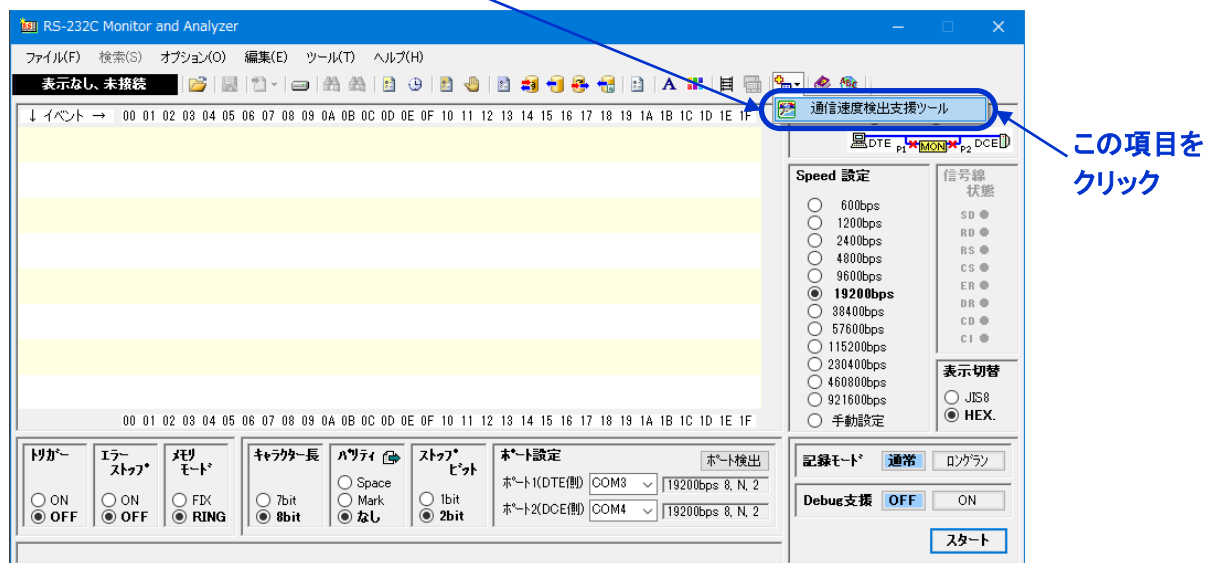 RS-232C Monitor and Analyzer
ファイル(F) 検索(S) オプション(O) 編集(E) ツール(T) ヘルプ(H)
表示なし、未接続
通信速度検出支援ツール
この項目を
クリック
↓イベント → 00 01 02 03 04 05 06 07 08 09 0A 0B 0C 0D 0E 0F 10 11 12 13 14 15 16 17 18 19 1A 1B 1C 1D 1E 1F
DTE P1 MON P2 DCE
Speed 設定
600bps
1200bps
2400bps
4800bps
9600bps
19200bps
38400bps
57600bps
115200bps
230400bps
460800bps
921600bps
手動設定
信号線
状態
SD
RD
RS
CS
ER
DR
CD
CI
表示切替
JIS8
HEX.
00 01 02 03 04 05 06 07 08 09 0A 0B 0C 0D 0E 0F 10 11 12 13 14 15 16 17 18 19 1A 1B 1C 1D 1E 1F
トリガー
ON
OFF
エラー
ストップ
ON
OFF
メモリ
モード
FIX
RING
キャラクター長
7bit
8bit
パリティ
Space
Mark
なし
ストップ
ビット
1bit
2bit
ポート設定
ポート検出
ポート1(DTE側) COM3 19200bps 8, N, 2
ポート2(DCE側) COM4 19200bps 8, N, 2
記録モード 通常 ロングラン
Debug支援 OFF ON
スタート